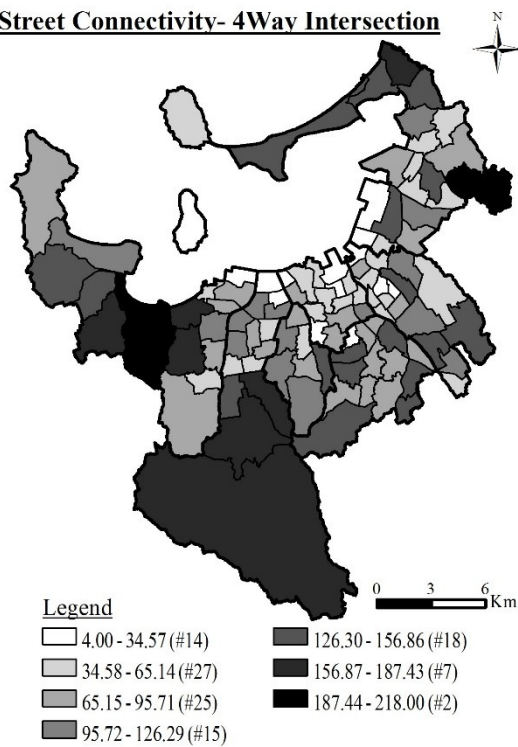 Street Connectivity- 4Way Intersection
N
0 3 6
Km
Legend
4.00 - 34.57 (#14)
34.58 - 65.14 (#27)
65.15 - 95.71 (#25)
95.72 - 126.29 (#15)
126.30 - 156.86 (#18)
156.87 - 187.43 (#7)
187.44 - 218.00 (#2)